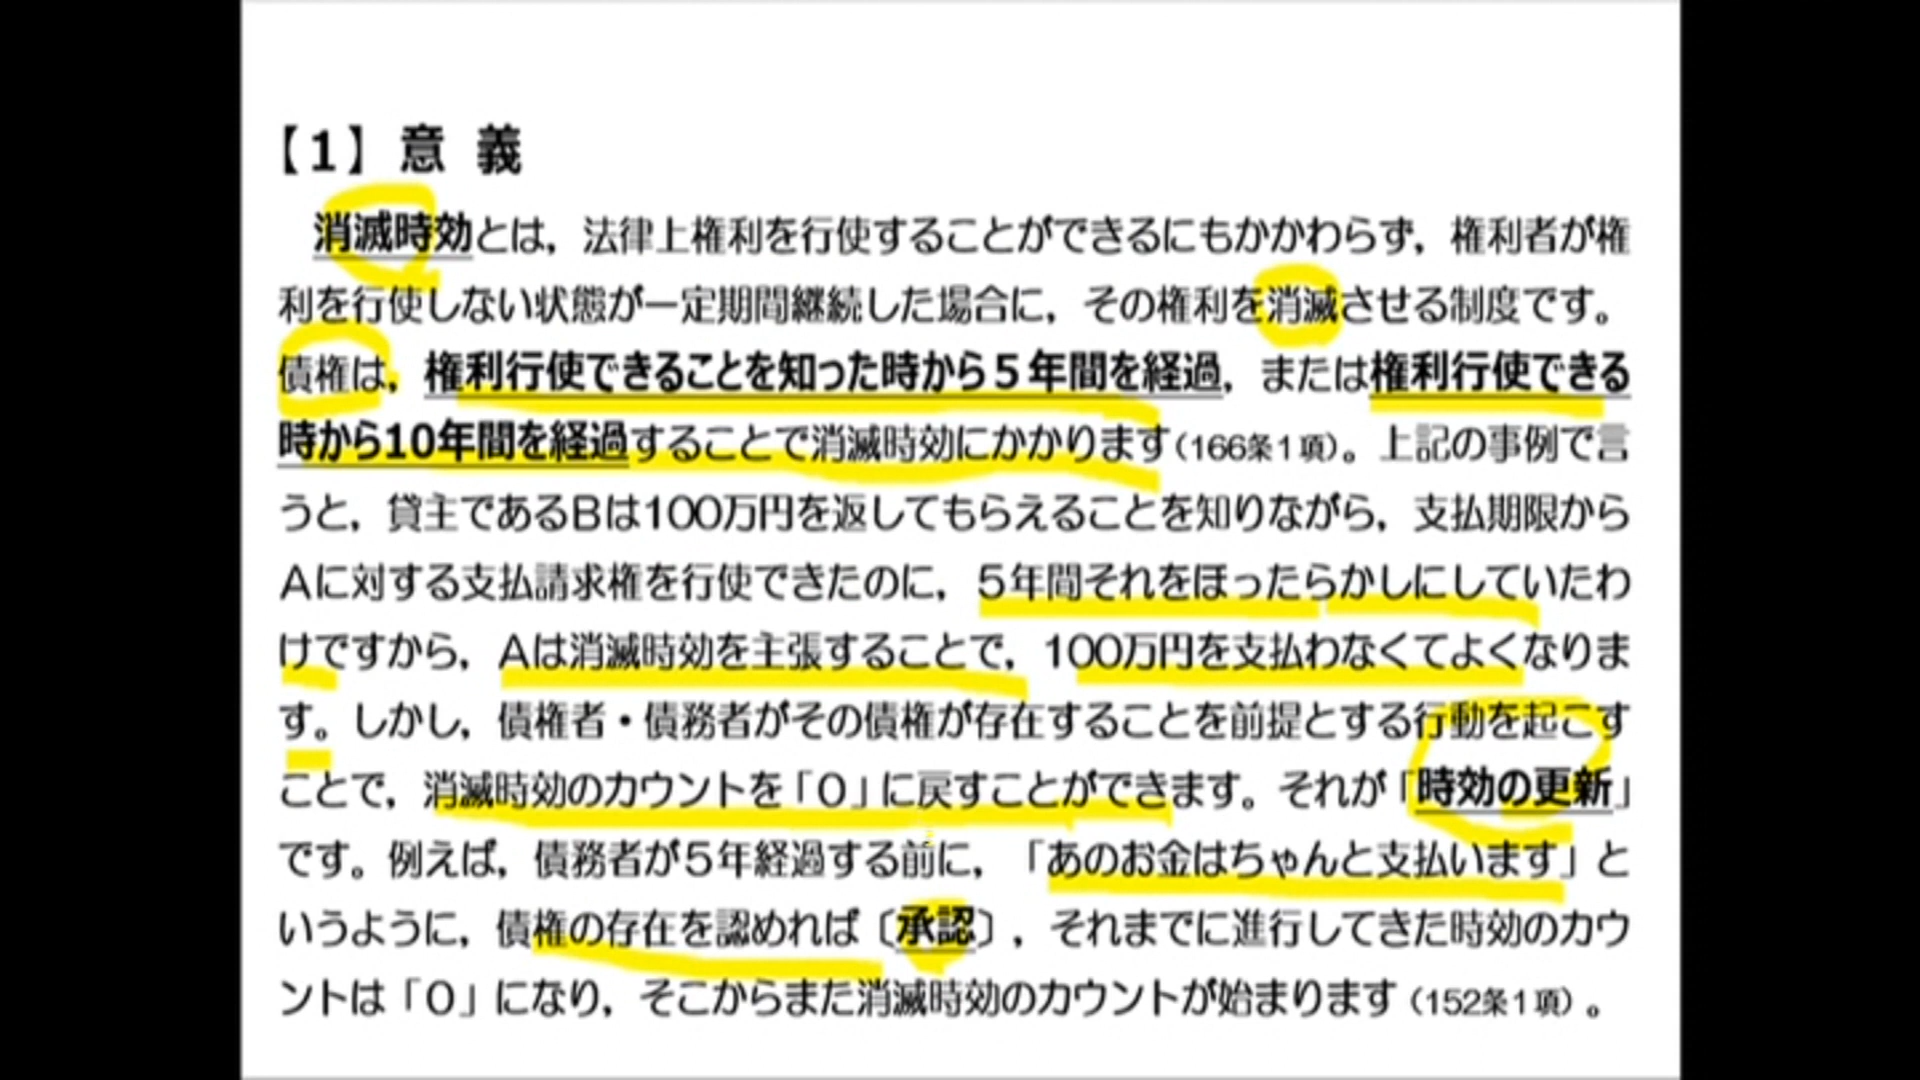 【1】 意 義
消滅時効とは，法律上権利を行使することができるにもかかわらず，権利者が権
利を行使しない状態が一定期間継続した場合に，その権利を消滅させる制度です。
債権は，権利行使できることを知った時から５年間を経過，または権利行使できる
時から10年間を経過することで消滅時効にかかります（166条１項）。上記の事例で言
うと，貸主であるＢは100万円を返してもらえることを知りながら，支払期限から
Ａに対する支払請求権を行使できたのに，５年間それをほったらかしにしていたわ
けですから，Ａは消滅時効を主張することで，100万円を支払わなくてよくなりま
す。しかし，債権者・債務者がその債権が存在することを前提とする行動を起こす
ことで，消滅時効のカウントを「０」に戻すことができます。それが「時効の更新」
です。例えば，債務者が５年経過する前に，「あのお金はちゃんと支払います」と
いうように，債権の存在を認めれば〔承認〕，それまでに進行してきた時効のカウ
ントは「０」になり，そこからまた消滅時効のカウントが始まります（152条１項）。